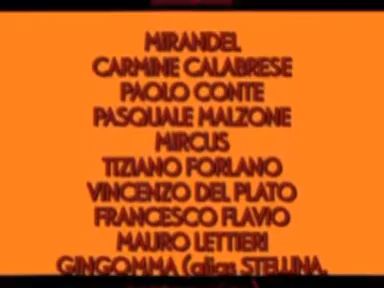 MIRANDEL
CARMINE CALABRESE
PAOLO CONTE
PASQUALE MALZONE
MIRCUS
TIZIANO FORLANO
VINCENZO DEL PLATO
FRANCESCO FLAVIO
MAURO LETTIERI
GINGOMMA (alias STELLINA,